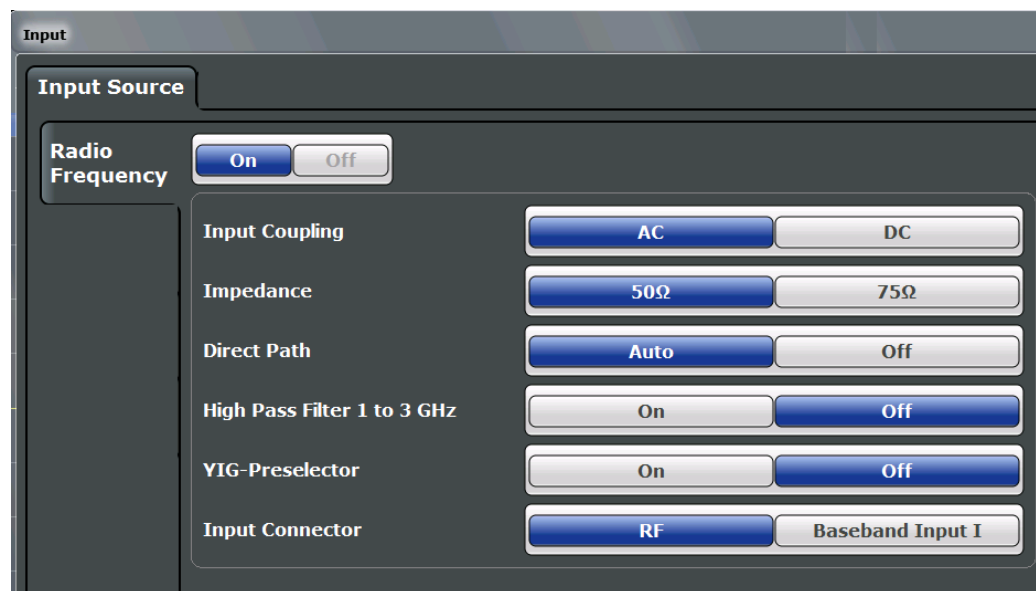 Input
Input Source
Radio
Frequency
On Off
Input Coupling AC DC
Impedance 50Ω 75Ω
Direct Path Auto Off
High Pass Filter 1 to 3 GHz On Off
YIG-Preselector On Off
Input Connector RF Baseband Input I